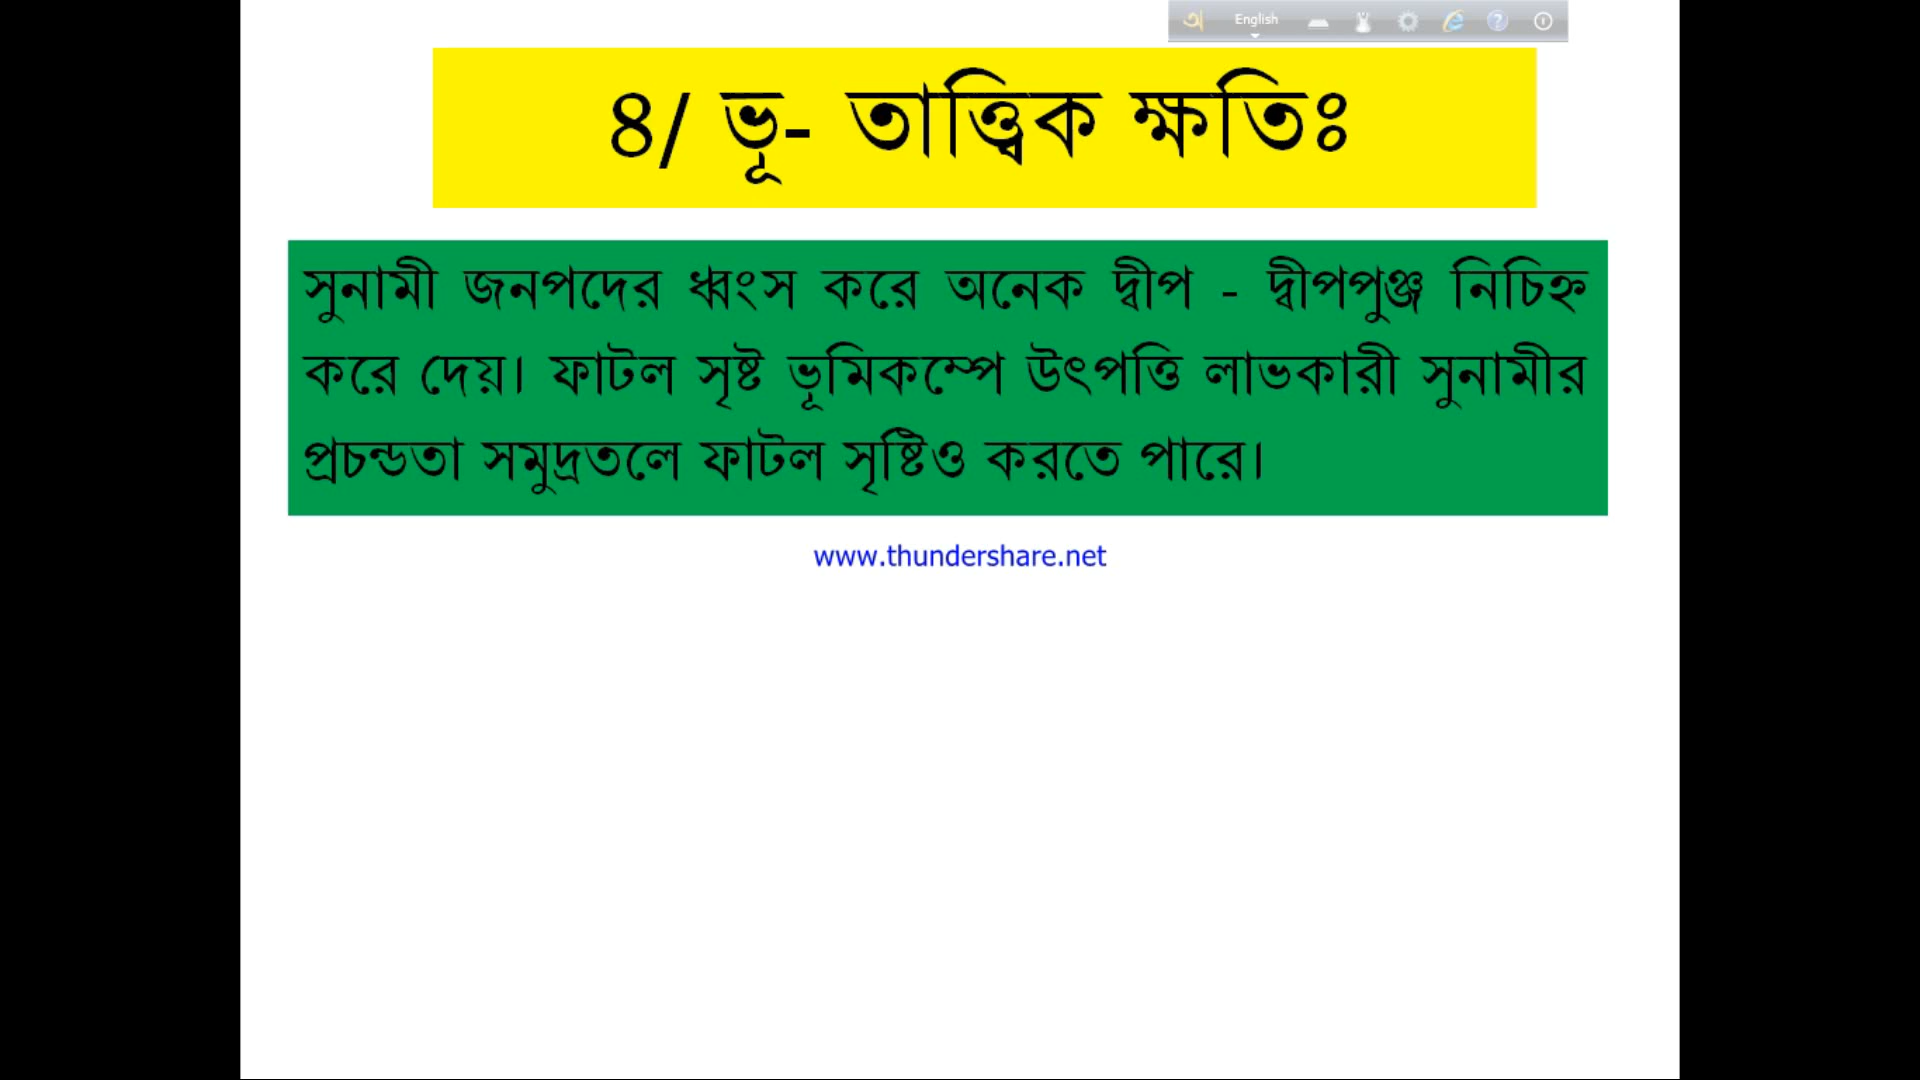 অ English
৪/ ভূ- তাত্ত্বিক ক্ষতিঃ
সুনামী জনপদের ধ্বংস করে অনেক দ্বীপ - দ্বীপপুঞ্জ নিচিহ্ন
করে দেয়। ফাটল সৃষ্ট ভূমিকম্পে উৎপত্তি লাভকারী সুনামীর
প্রচন্ডতা সমুদ্রতলে ফাটল সৃষ্টিও করতে পারে।
www.thundershare.net